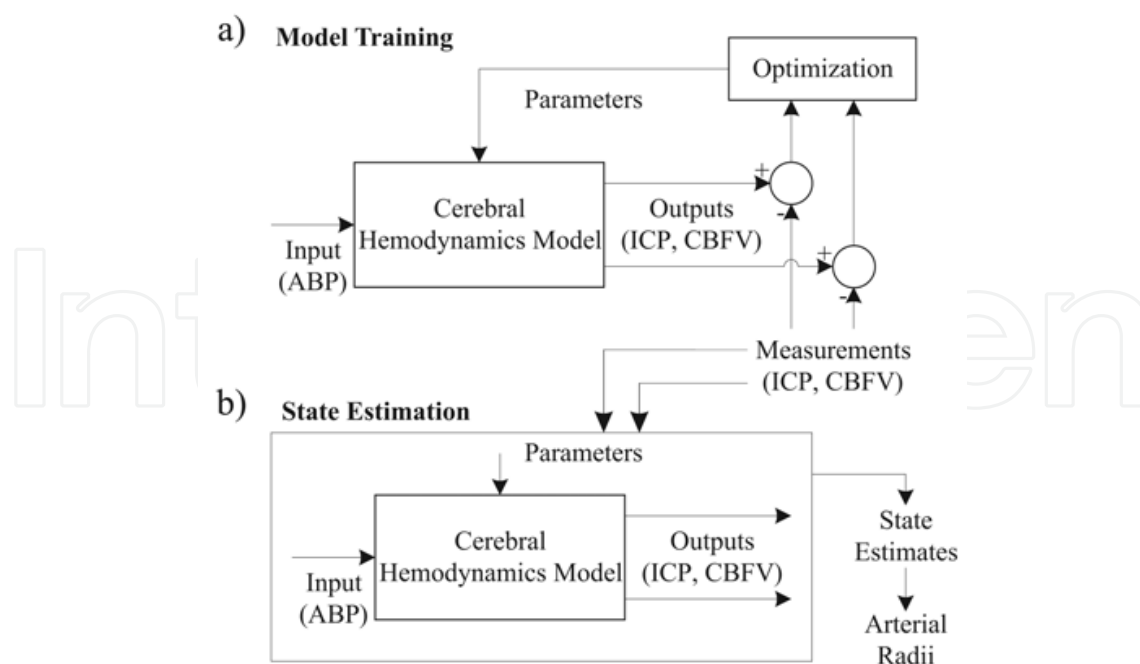 a) Model Training
Optimization
Parameters
Cerebral
Hemodynamics Model
Input
(ABP)
Outputs
(ICP, CBFV)
+
-
+
-
Measurements
(ICP, CBFV)
b) State Estimation
Parameters
Cerebral
Hemodynamics Model
Input
(ABP)
Outputs
(ICP, CBFV)
State
Estimates
Arterial
Radii